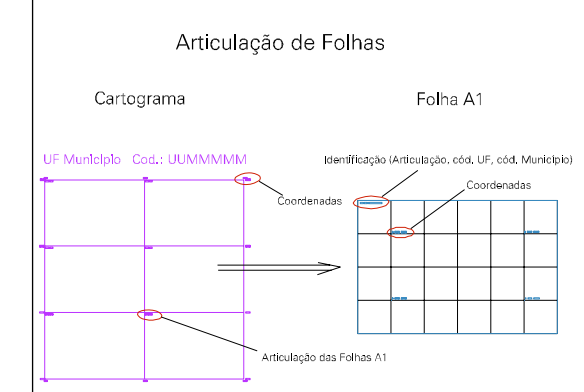 Articulação de Folhas
Cartograma
Folha A1
UF Município Cod.: UUMMMMM
Identificação (Articulação, cód. UF, cód. Município)
Coordenadas
Coordenadas
Articulação das Folhas A1